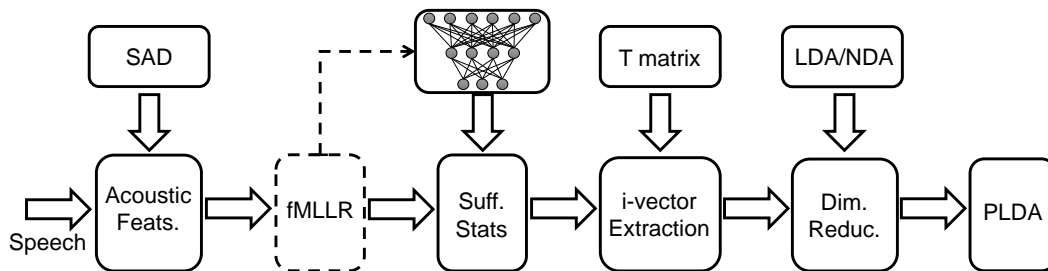 SAD
T matrix
LDA/NDA
Speech
Acoustic
Feats.
fMLLR
Suff.
Stats
i-vector
Extraction
Dim.
Reduc.
PLDA